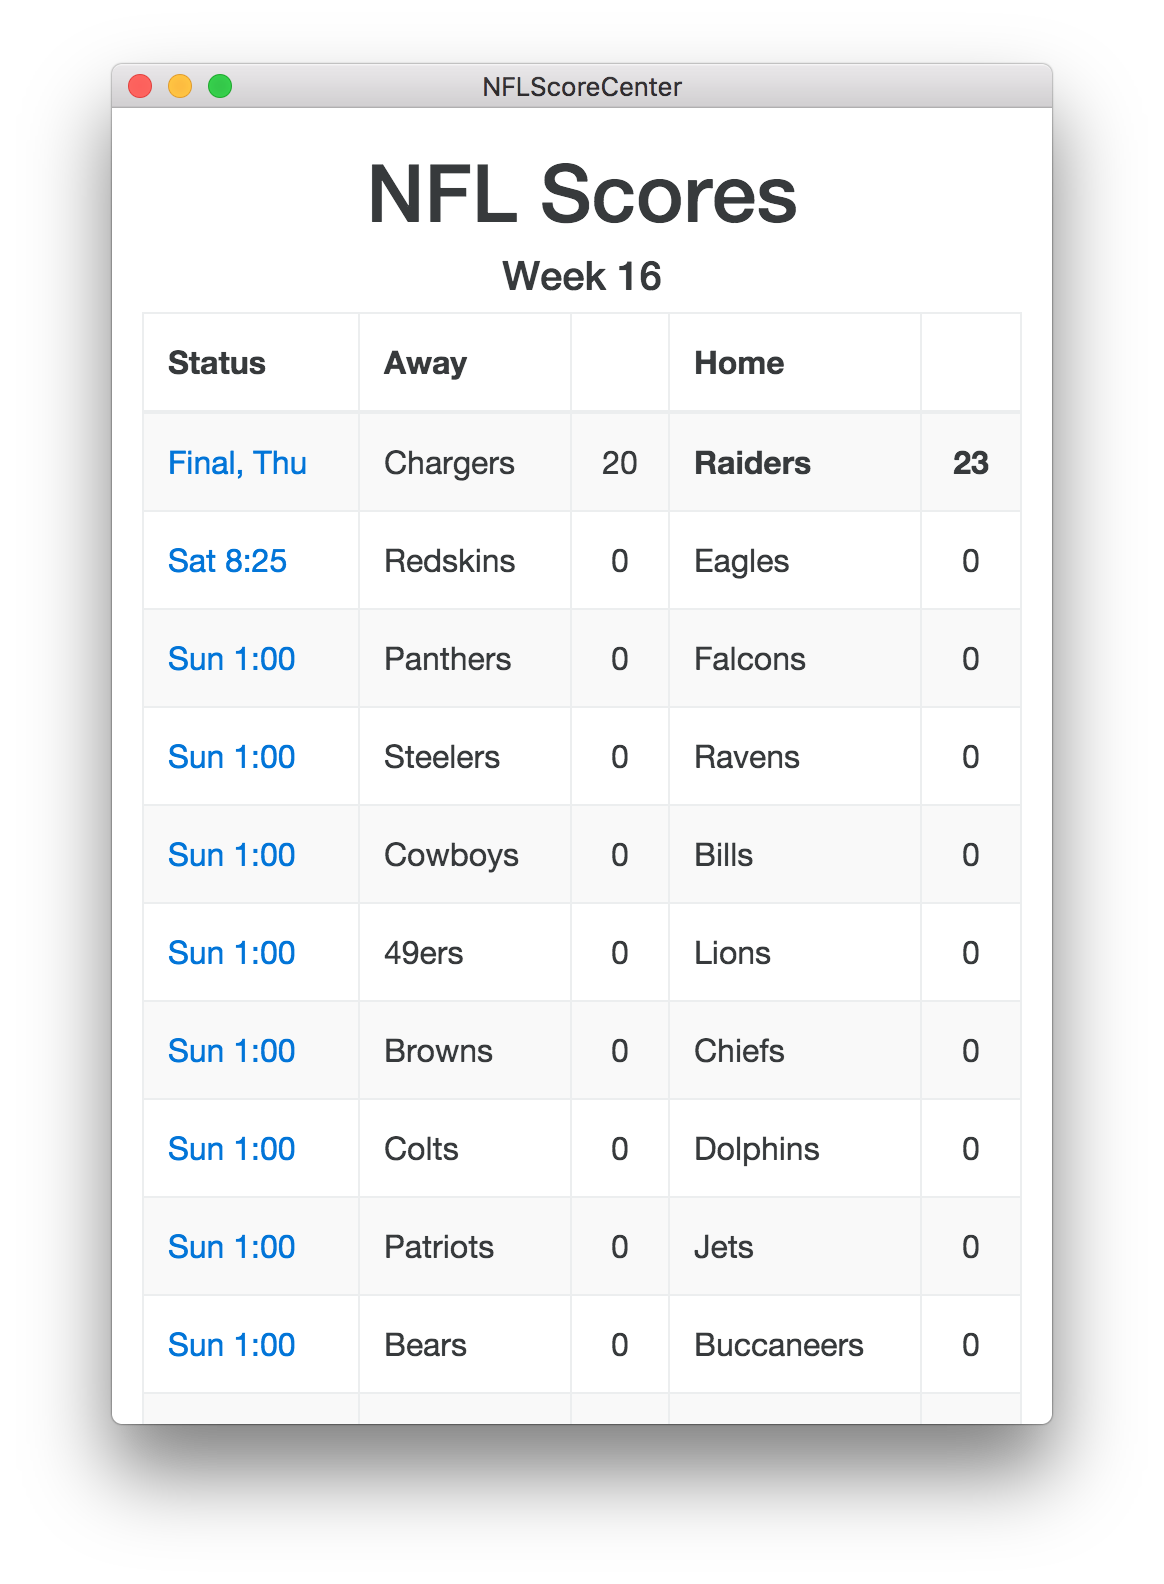 NFLScoreCenter
NFL Scores
Week 16
Status Away Home
Final, Thu Chargers 20 Raiders 23
Sat 8:25 Redskins 0 Eagles 0
Sun 1:00 Panthers 0 Falcons 0
Sun 1:00 Steelers 0 Ravens 0
Sun 1:00 Cowboys 0 Bills 0
Sun 1:00 49ers 0 Lions 0
Sun 1:00 Browns 0 Chiefs 0
Sun 1:00 Colts 0 Dolphins 0
Sun 1:00 Patriots 0 Jets 0
Sun 1:00 Bears 0 Buccaneers 0